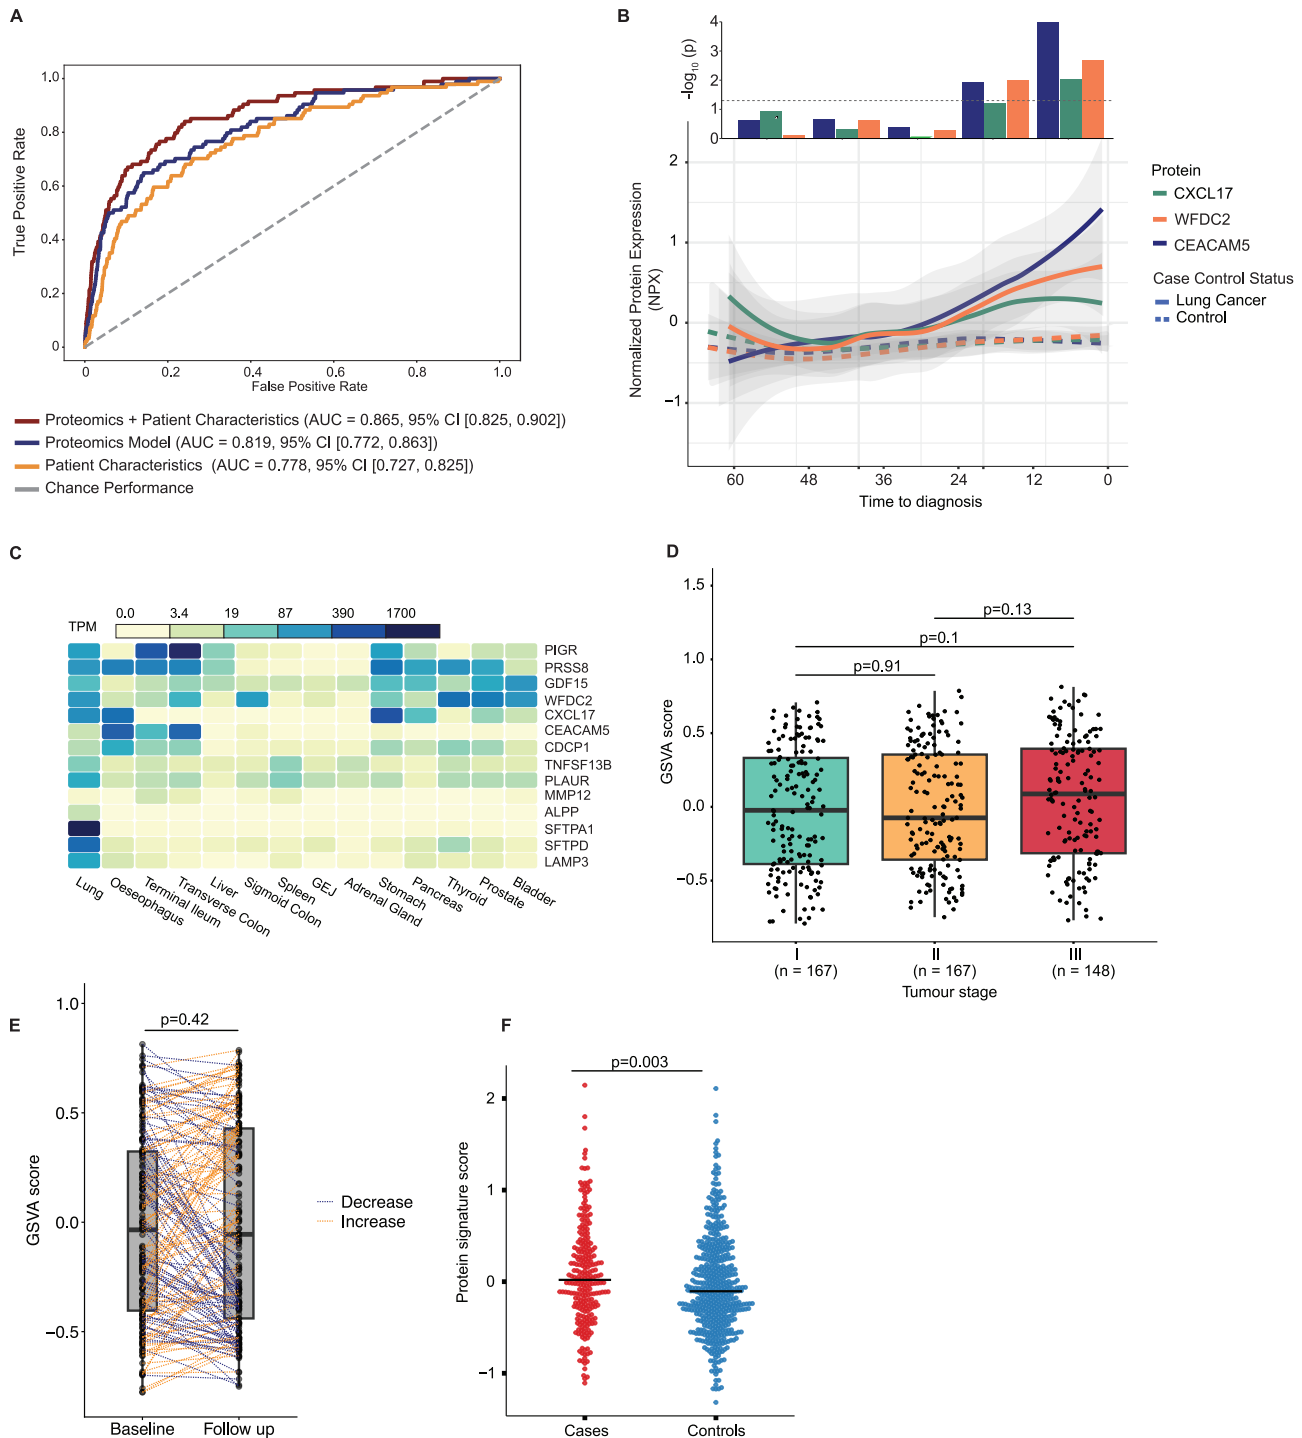 A
True Positive Rate
1.0
0.8
0.6
0.4
0.2
0
0
0.2
0.4
0.6
0.8
1.0
False Positive Rate
Proteomics + Patient Characteristics (AUC = 0.865, 95% CI [0.825, 0.902])
Proteomics Model (AUC = 0.819, 95% CI [0.772, 0.863])
Patient Characteristics (AUC = 0.778, 95% CI [0.727, 0.825])
Chance Performance
B
-log10 (p)
4
3
2
1
0
Normalized Protein Expression
(NPX)
2
1
0
−1
60
48
36
24
12
0
Time to diagnosis
Protein
CXCL17
WFDC2
CEACAM5
Case Control Status
Lung Cancer
Control
C
TPM
0.0
3.4
19
87
390
1700
PIGR
PRSS8
GDF15
WFDC2
CXCL17
CEACAM5
CDCP1
TNFSF13B
PLAUR
MMP12
ALPP
SFTPA1
SFTPD
LAMP3
Lung
Oeseophagus
Terminal Ileum
Transverse Colon
Liver
Sigmoid Colon
Spleen
GEJ
Adrenal Gland
Stomach
Pancreas
Thyroid
Prostate
Bladder
D
GSVA score
1.5
1.0
0.5
0.0
−0.5
p=0.13
p=0.1
p=0.91
I
(n = 167)
II
(n = 167)
III
(n = 148)
Tumour stage
E
GSVA score
1.0
0.5
0.0
−0.5
p=0.42
Baseline
Follow up
Decrease
Increase
F
Protein signature score
2
1
0
−1
p=0.003
Cases
Controls